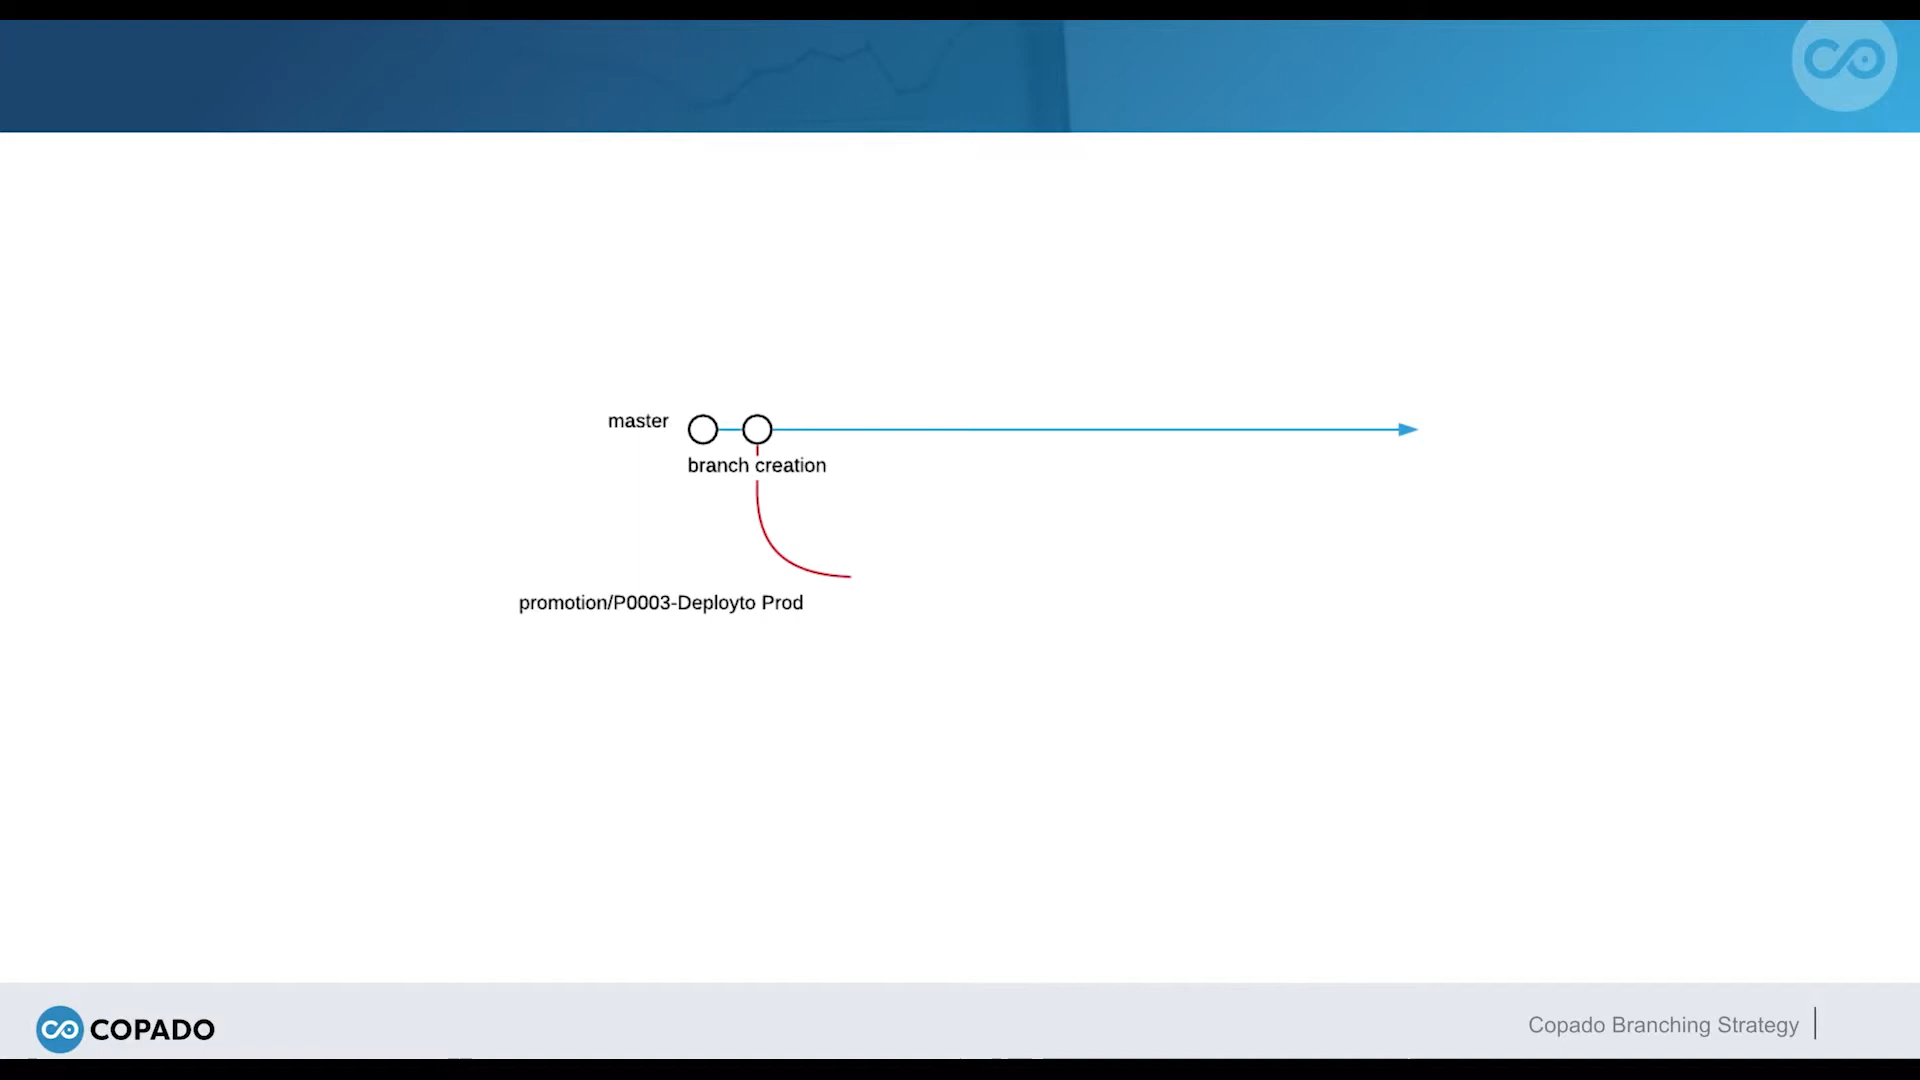 master
branch creation
promotion/P0003-Deployto Prod
COPADO
Copado Branching Strategy